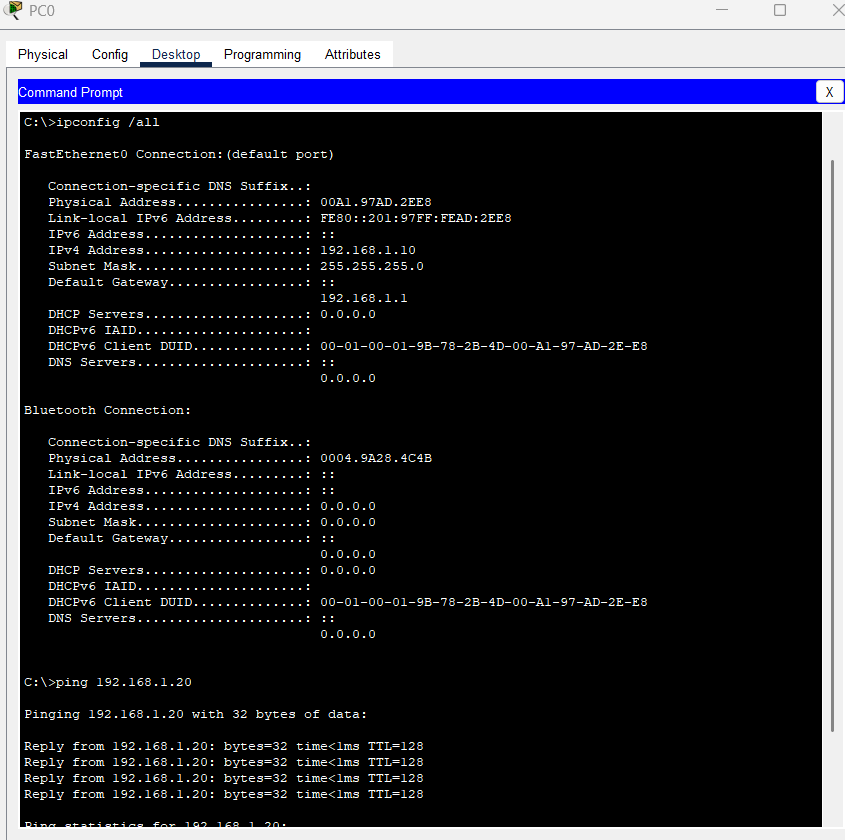 PC0
Physical Config Desktop Programming Attributes
Command Prompt X
C:\>ipconfig /all
FastEthernet0 Connection:(default port)
Connection-specific DNS Suffix..:
Physical Address................: 00A1.97AD.2EE8
Link-local IPv6 Address.........: FE80::201:97FF:FEAD:2EE8
IPv6 Address....................: ::
IPv4 Address....................: 192.168.1.10
Subnet Mask.....................: 255.255.255.0
Default Gateway.................: ::
192.168.1.1
DHCP Servers....................: 0.0.0.0
DHCPv6 IAID.....................:
DHCPv6 Client DUID..............: 00-01-00-01-9B-78-2B-4D-00-A1-97-AD-2E-E8
DNS Servers.....................: ::
0.0.0.0
Bluetooth Connection:
Connection-specific DNS Suffix..:
Physical Address................: 0004.9A28.4C4B
Link-local IPv6 Address.........: ::
IPv6 Address....................: ::
IPv4 Address....................: 0.0.0.0
Subnet Mask.....................: 0.0.0.0
Default Gateway.................: ::
0.0.0.0
DHCP Servers....................: 0.0.0.0
DHCPv6 IAID.....................:
DHCPv6 Client DUID..............: 00-01-00-01-9B-78-2B-4D-00-A1-97-AD-2E-E8
DNS Servers.....................: ::
0.0.0.0
C:\>ping 192.168.1.20
Pinging 192.168.1.20 with 32 bytes of data:
Reply from 192.168.1.20: bytes=32 time<1ms TTL=128
Reply from 192.168.1.20: bytes=32 time<1ms TTL=128
Reply from 192.168.1.20: bytes=32 time<1ms TTL=128
Reply from 192.168.1.20: bytes=32 time<1ms TTL=128
Ping statistics for 192.168.1.20: